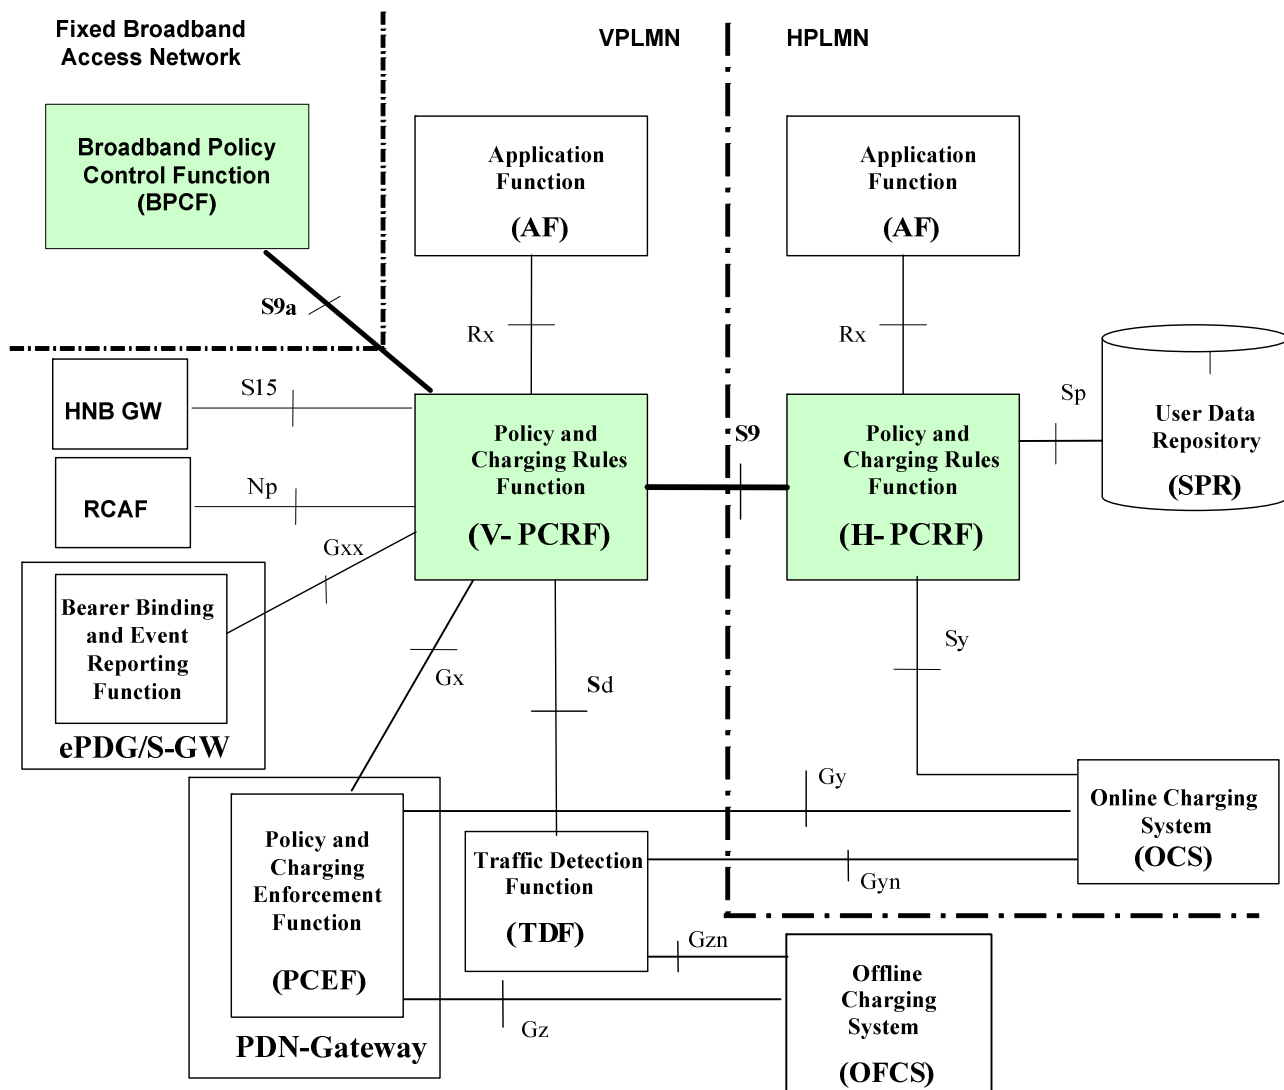 Fixed Broadband
Access Network
VPLMN
HPLMN
Broadband Policy
Control Function
(BPCF)
Application
Function
(AF)
Application
Function
(AF)
S9a
Rx
Rx
HNB GW
S15
Policy and
Charging Rules
Function
(V- PCRF)
S9
Policy and
Charging Rules
Function
(H- PCRF)
Sp
User Data
Repository
(SPR)
RCAF
Np
Gxx
Bearer Binding
and Event
Reporting
Function
ePDG/S-GW
Gx
Sd
Sy
Gy
Policy and
Charging
Enforcement
Function
(PCEF)
PDN-Gateway
Traffic Detection
Function
(TDF)
Gyn
Online Charging
System
(OCS)
Gzn
Gz
Offline
Charging
System
(OFCS)